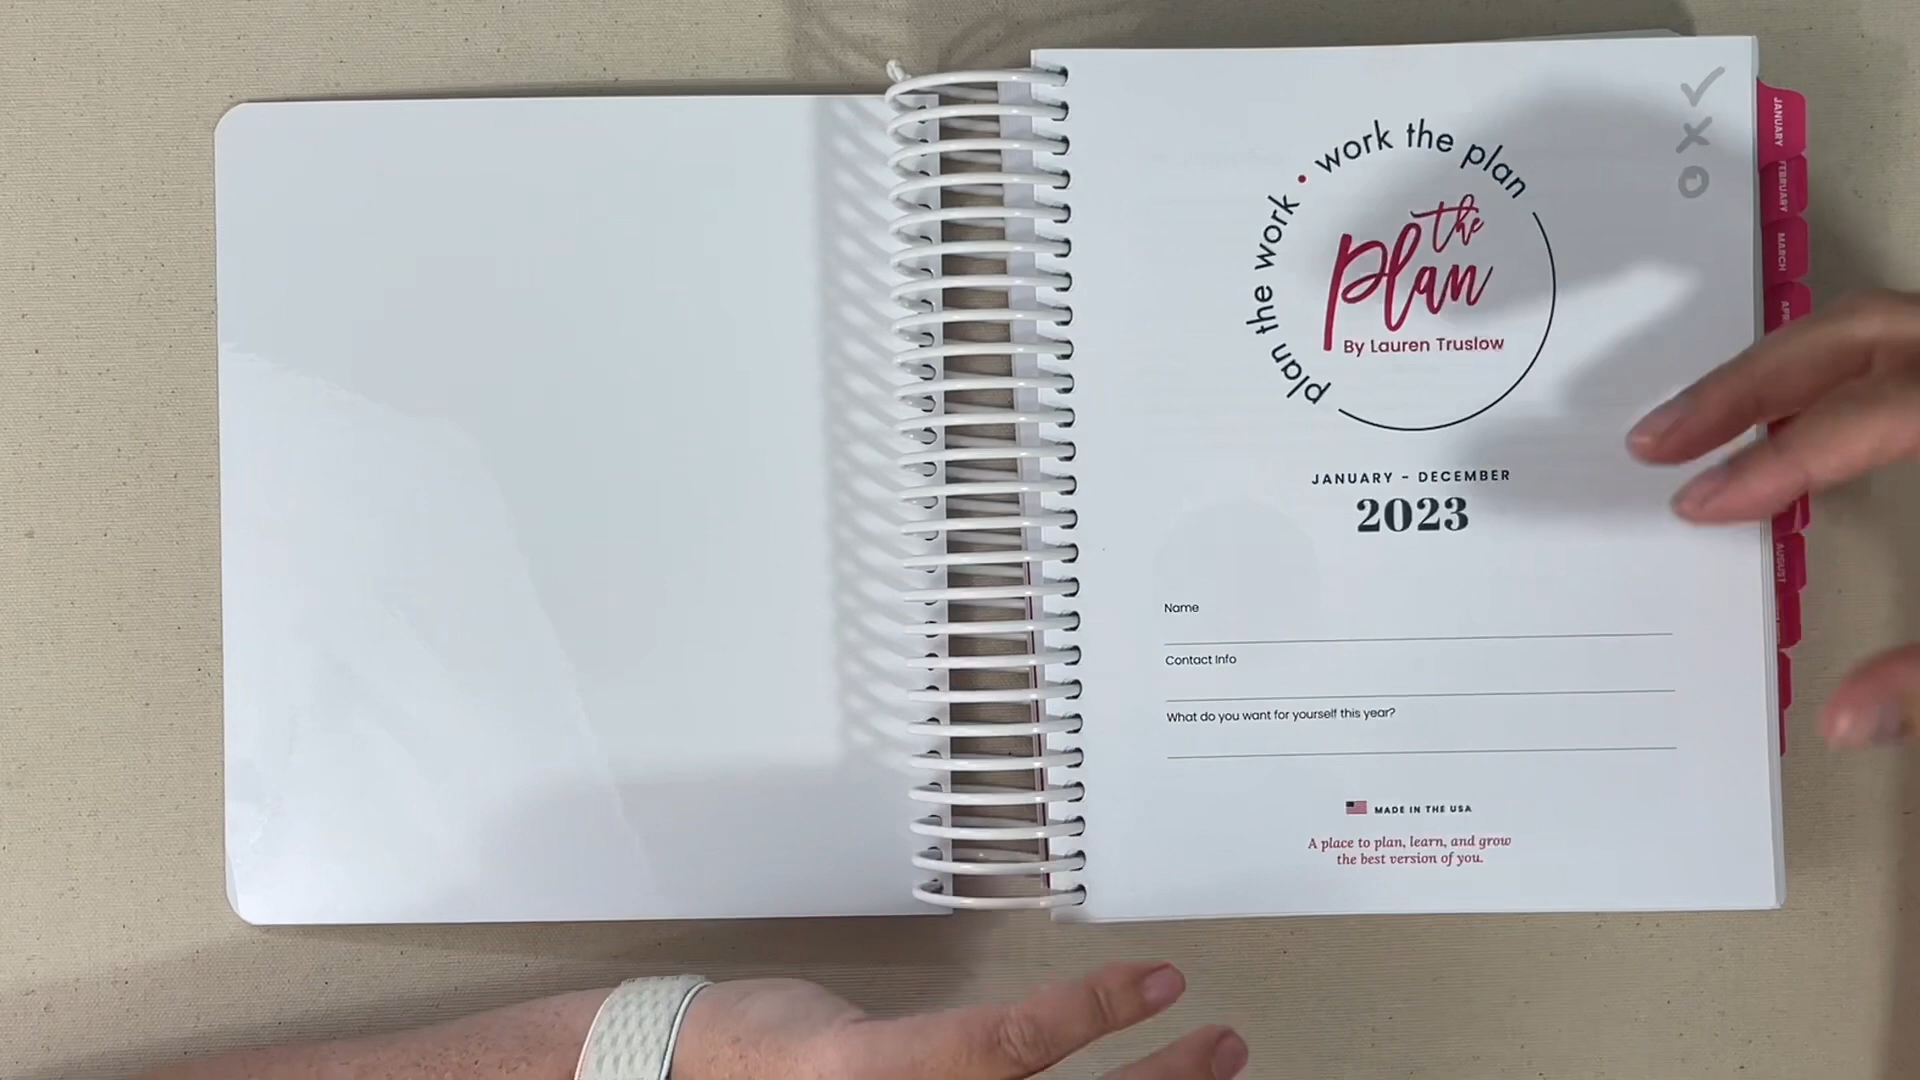 plan the work • work the plan
the
plan
By Lauren Truslow
JANUARY - DECEMBER
2023
Name
Contact Info
What do you want for yourself this year?
MADE IN THE USA
A place to plan, learn, and grow
the best version of you.
JANUARY
FEBRUARY
MARCH
AUGUST